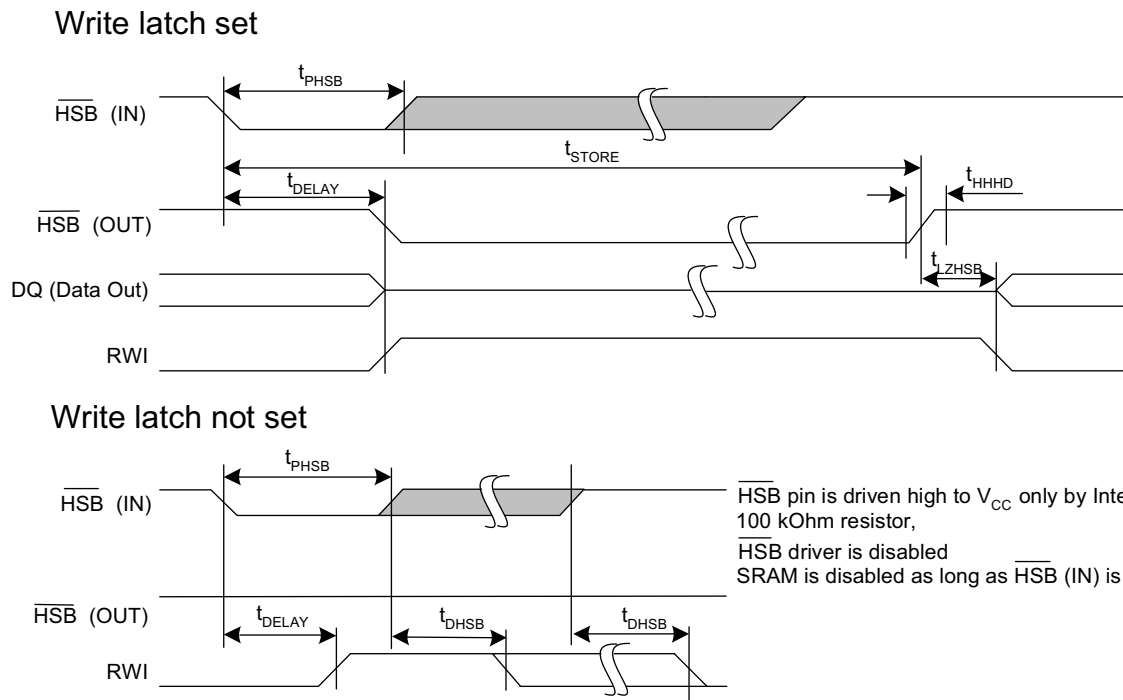 Write latch set
tPHSB
HSB (IN)
tSTORE
tDELAY
tHHHD
HSB (OUT)
tLZHSB
DQ (Data Out)
RWI
Write latch not set
tPHSB
HSB (IN)
HSB pin is driven high to VCC only by
100 kOhm resistor,
HSB driver is disabled
SRAM is disabled as long as HSB (IN) is
HSB (OUT)
tDELAY
tDHSB
tDHSB
RWI